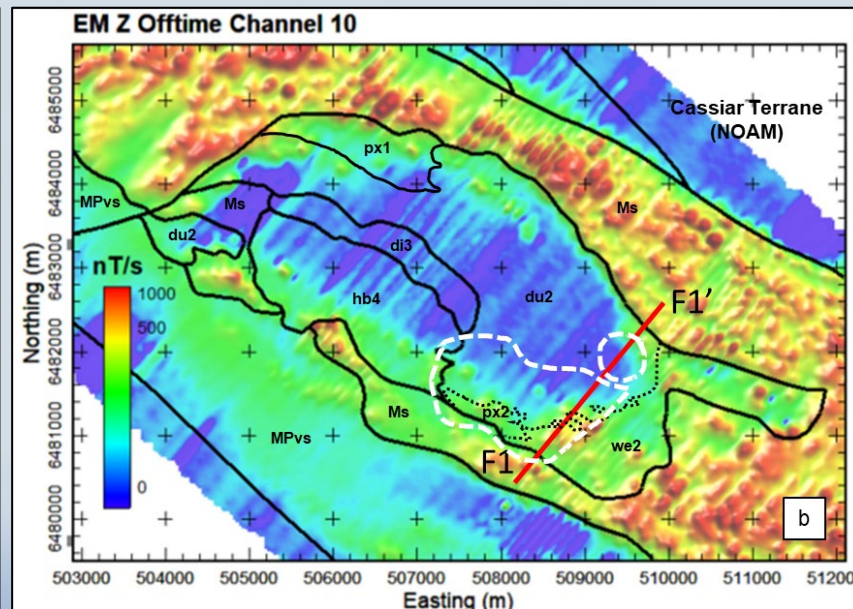 EM Z Offtime Channel 10
Northing (m)
6485000
6484000
6483000
6482000
6481000
6480000
Cassiar Terrane
(NOAM)
px1
MPvs
Ms
Ms
du2
di3
nT/s
1000
500
0
hb4
du2
F1’
Ms
px2
MPvs
we2
F1
b
503000 504000 505000 506000 507000 508000 509000 510000 511000 512000
Easting (m)